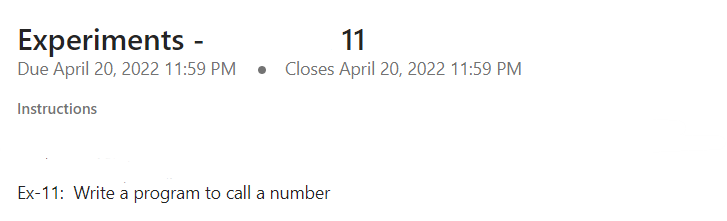 Experiments - 11
Due April 20, 2022 11:59 PM • Closes April 20, 2022 11:59 PM
Instructions
Ex-11: Write a program to call a number